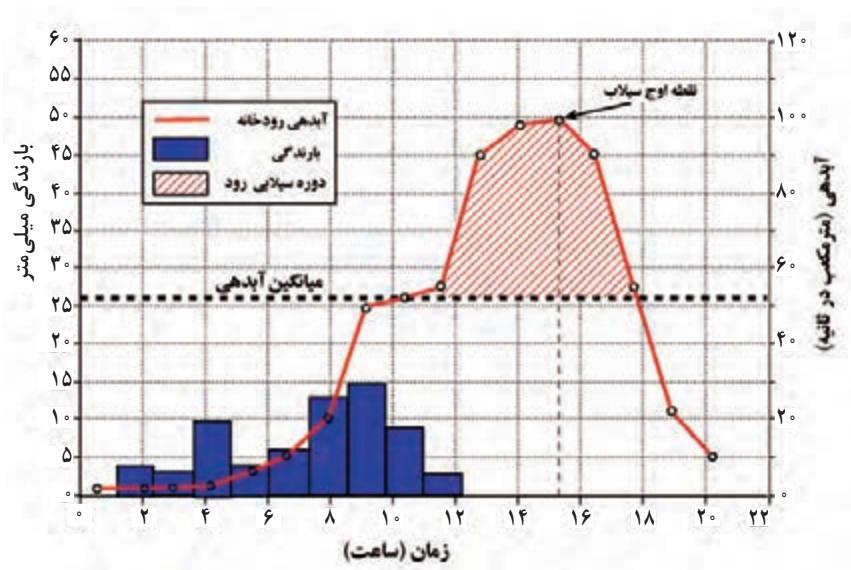 نقطه اوج سیلاب
آبدهی رودخانه
بارندگی
دوره سیلابی رود
میانگین آبدهی
بارندگی میلی‌متر
۶۰
۵۵
۵۰
۴۵
۴۰
۳۵
۳۰
۲۵
۲۰
۱۵
۱۰
۵
۰
آبدهی (مترمکعب در ثانیه)
۱۲۰
۱۰۰
۸۰
۶۰
۴۰
۲۰
۰
۰ ۲ ۴ ۶ ۸ ۱۰ ۱۲ ۱۴ ۱۶ ۱۸ ۲۰ ۲۲
زمان (ساعت)